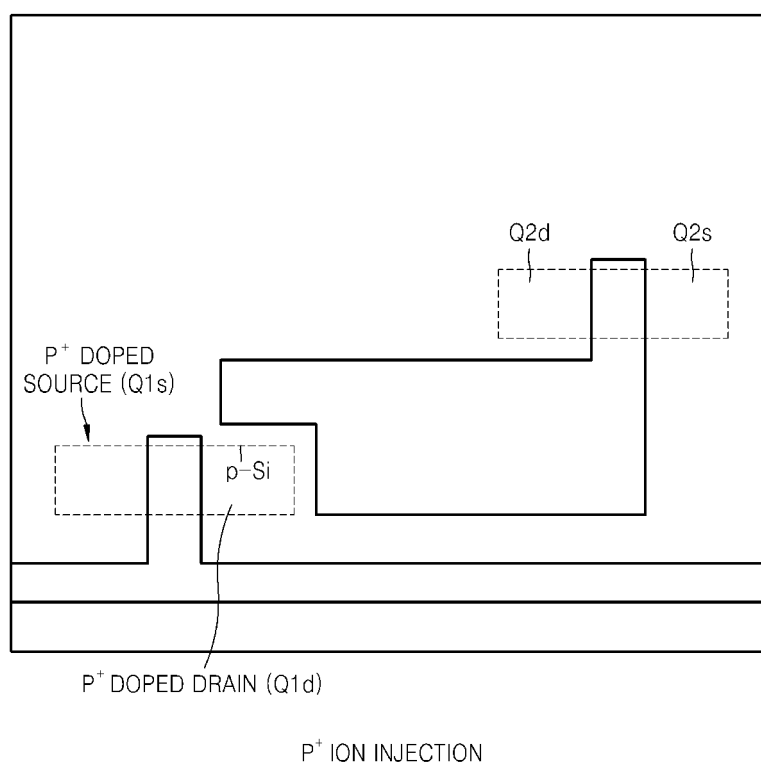 Q2d
Q2s
P⁺ DOPED
SOURCE (Q1s)
p-Si
P⁺ DOPED DRAIN (Q1d)
P⁺ ION INJECTION